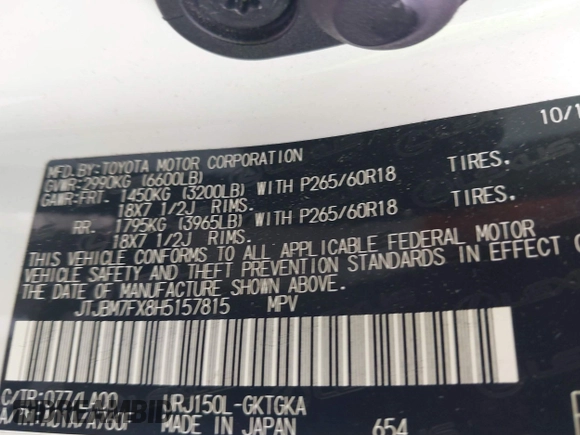 10/1
MFD.BY:TOYOTA MOTOR CORPORATION
GVWR:2990KG (6600LB)
GAWR:FRT. 1450KG (3200LB) WITH P265/60R18 TIRES,
18X7 1/2J RIMS.
RR. 1795KG (3965LB) WITH P265/60R18 TIRES,
18X7 1/2J RIMS.
THIS VEHICLE CONFORMS TO ALL APPLICABLE FEDERAL MOTOR
VEHICLE SAFETY AND THEFT PREVENTION STANDARDS IN EFFECT ON
THE DATE OF MANUFACTURE SHOWN ABOVE.
JTJBM7FX8H5157815 MPV
URJ150L-GKTGKA
MADE IN JAPAN 654